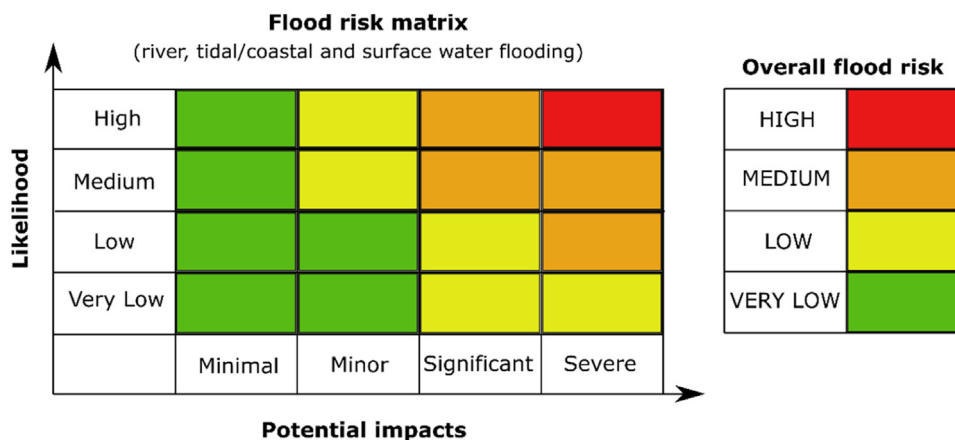 Flood risk matrix
(river, tidal/coastal and surface water flooding)
Likelihood
High
Medium
Low
Very Low
Minimal Minor Significant Severe
Potential impacts
Overall flood risk
HIGH
MEDIUM
LOW
VERY LOW